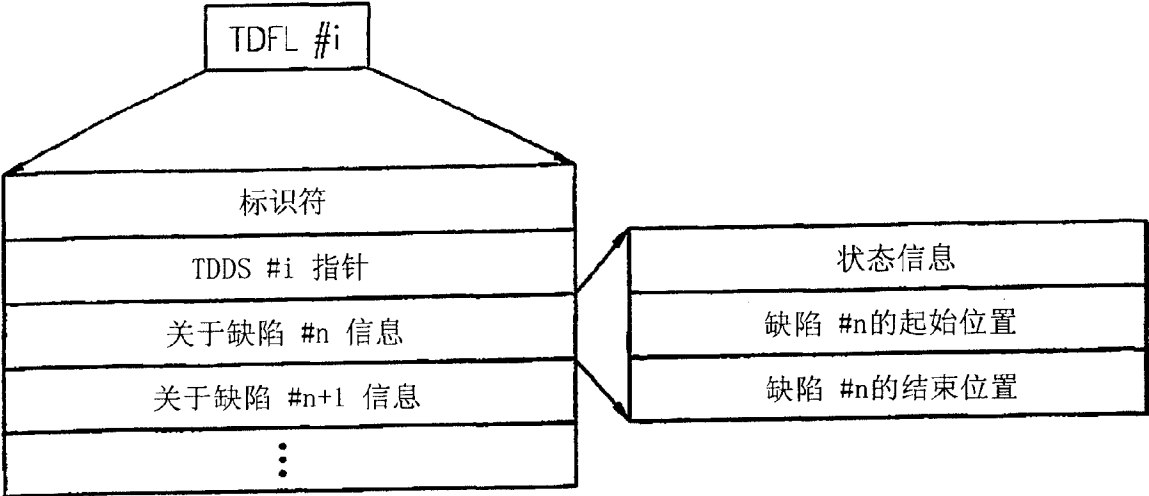 TDFL #i
标识符
TDDS #i 指针
关于缺陷 #n 信息
关于缺陷 #n+1 信息
⋮
状态信息
缺陷 #n的起始位置
缺陷 #n的结束位置